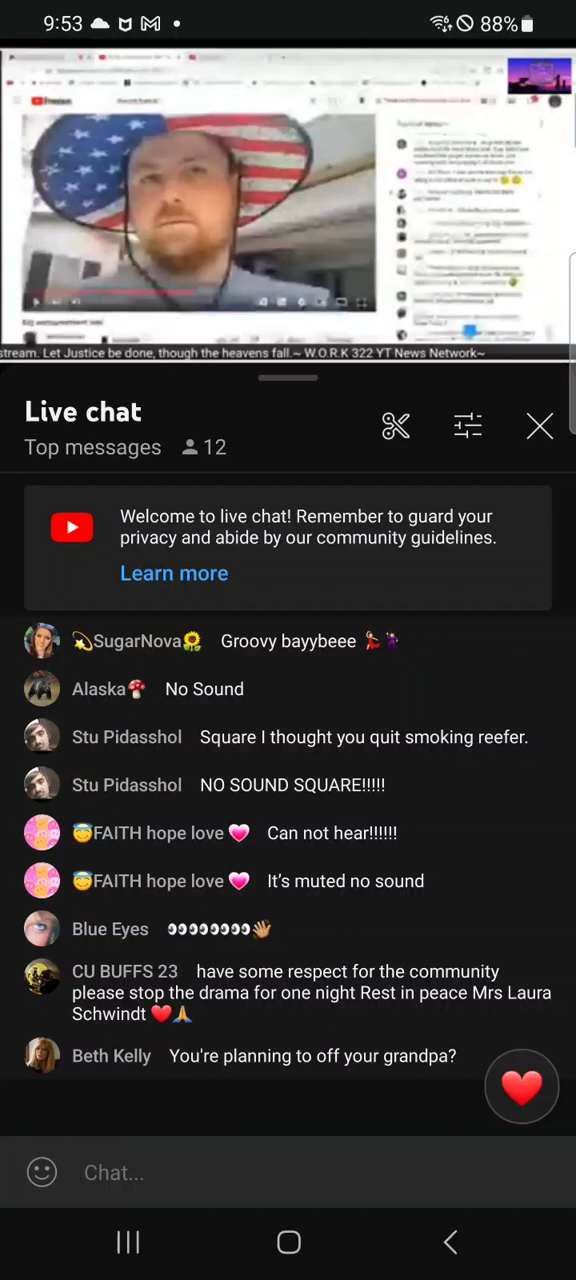 9:53
88%
stream. Let Justice be done, though the heavens fall.~ W.O.R.K 322 YT News Network~
Live chat
Top messages 12
Welcome to live chat! Remember to guard your
privacy and abide by our community guidelines.
Learn more
💫SugarNova🌻 Groovy bayybeee 💃🕺
Alaska🍄 No Sound
Stu Pidasshol Square I thought you quit smoking reefer.
Stu Pidasshol NO SOUND SQUARE!!!!!
😇FAITH hope love💗 Can not hear!!!!!!
😇FAITH hope love💗 It's muted no sound
Blue Eyes 👀👀👀👀👋🏽
CU BUFFS 23 have some respect for the community
please stop the drama for one night Rest in peace Mrs Laura
Schwindt ❤️🙏
Beth Kelly You're planning to off your grandpa?
Chat...